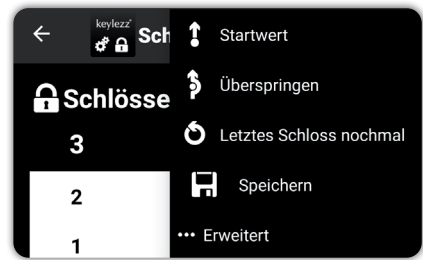 keylezz®
Sch
Schlösse
3
2
1
Startwert
Überspringen
Letztes Schloss nochmal
Speichern
••• Erweitert